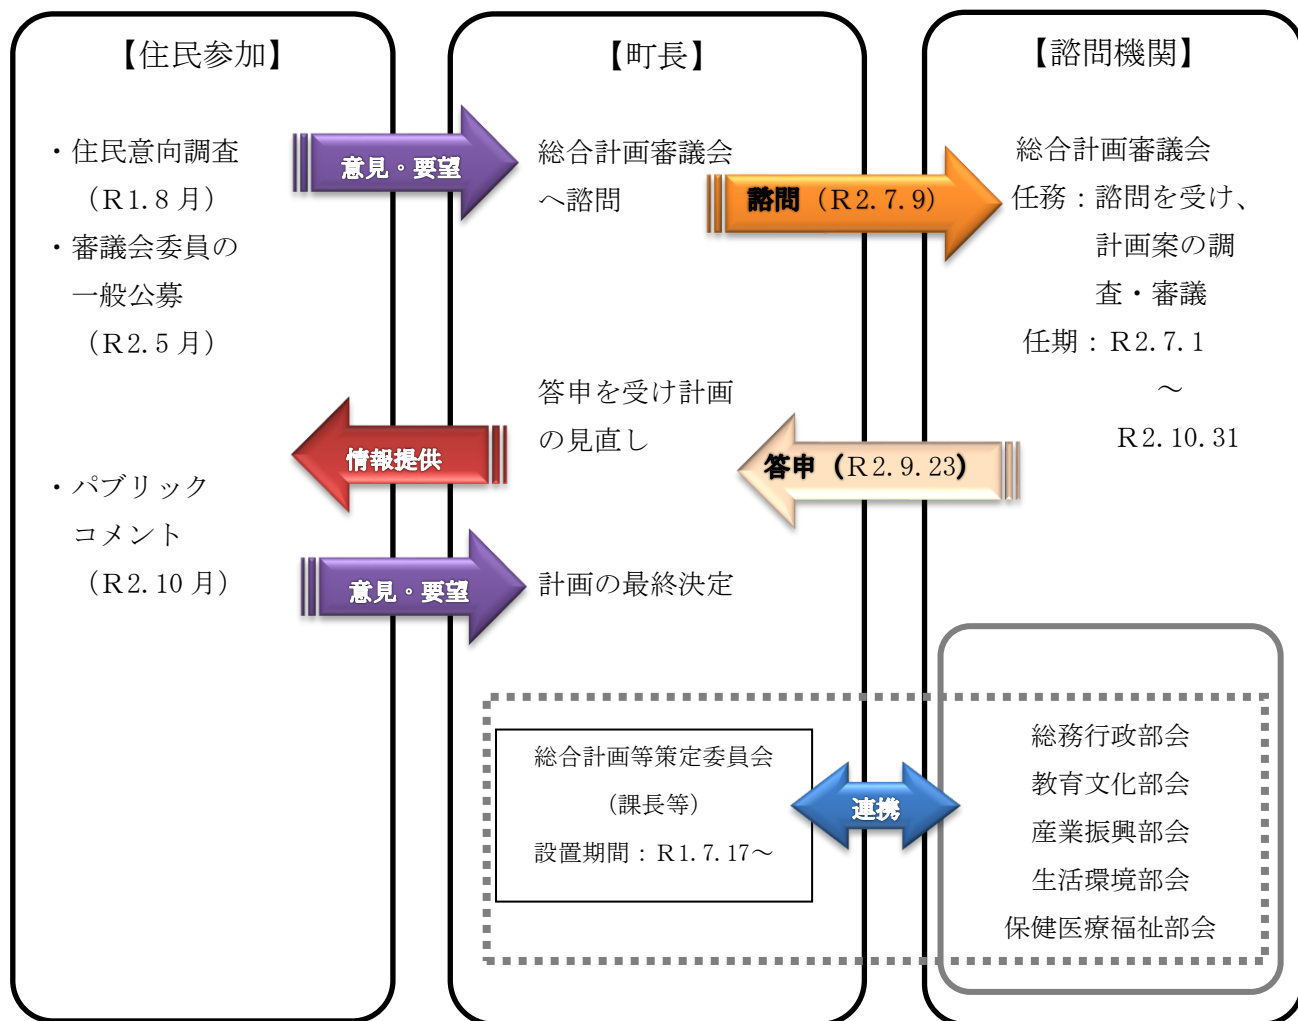 【住民参加】
・住民意向調査
（R1.8月）
・審議会委員の
一般公募
（R2.5月）
・パブリック
コメント
（R2.10月）
意見・要望
情報提供
意見・要望
【町長】
総合計画審議会
へ諮問
答申を受け計画
の見直し
計画の最終決定
諮問（R2.7.9）
答申（R2.9.23）
【諮問機関】
総合計画審議会
任務：諮問を受け、
計画案の調
査・審議
任期：R2.7.1
～
R2.10.31
総合計画等策定委員会
（課長等）
設置期間：R1.7.17～
連携
総務行政部会
教育文化部会
産業振興部会
生活環境部会
保健医療福祉部会